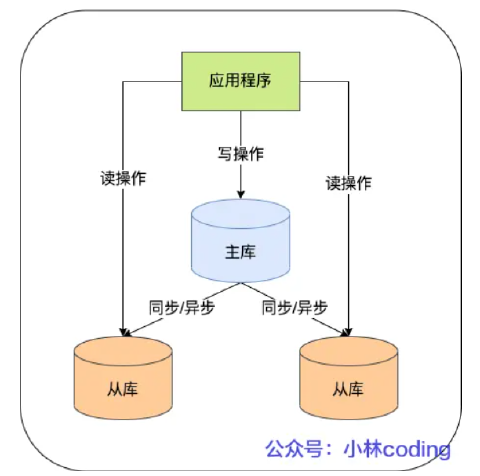 应用程序
写操作
读操作
读操作
主库
同步/异步
同步/异步
从库
从库
公众号：小林coding